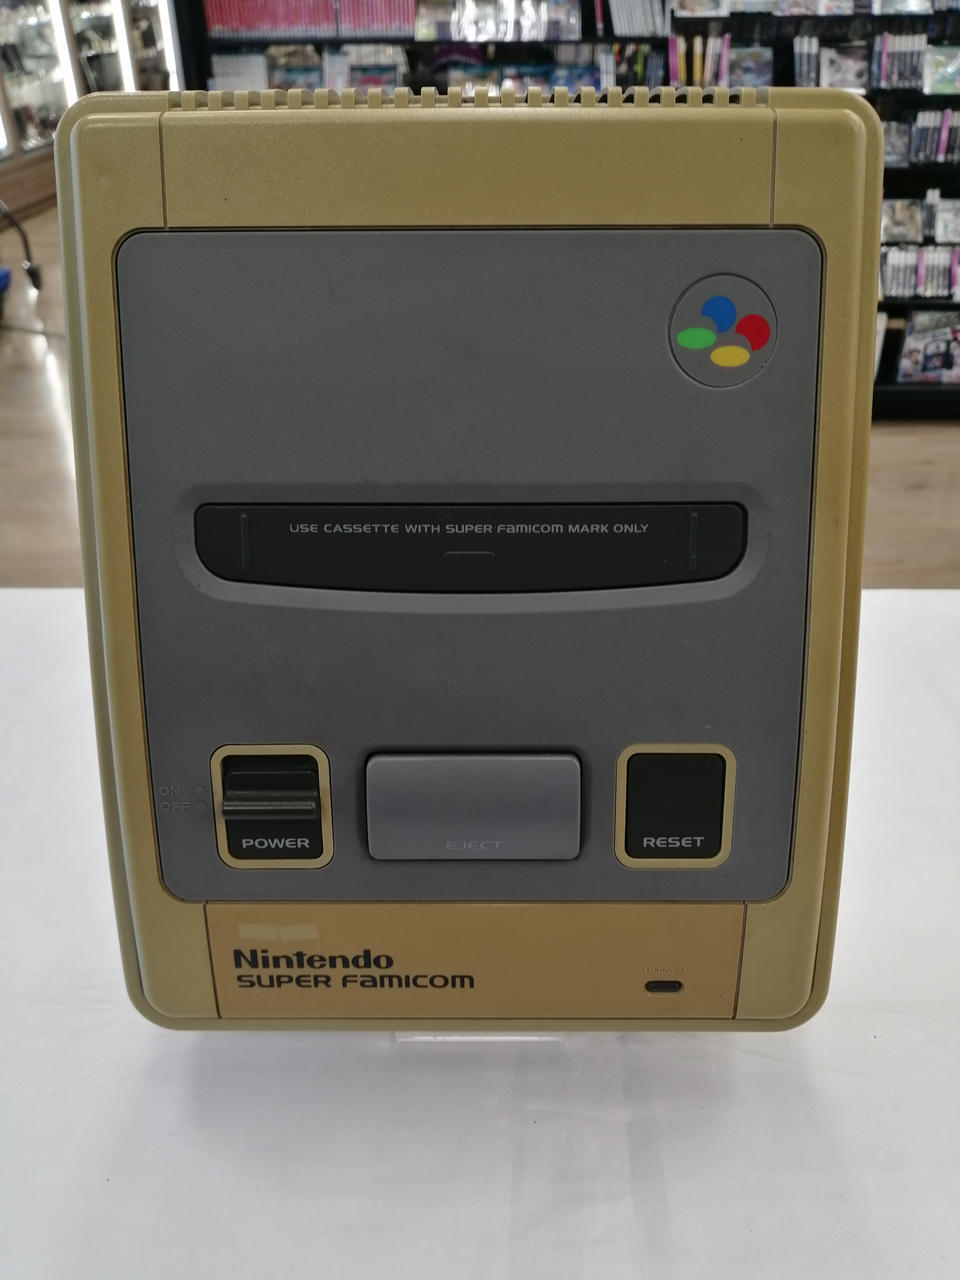 USE CASSETTE WITH SUPER FAMICOM MARK ONLY
ON
OFF
POWER
EJECT
RESET
Nintendo
SUPER FAMICOM
POWER